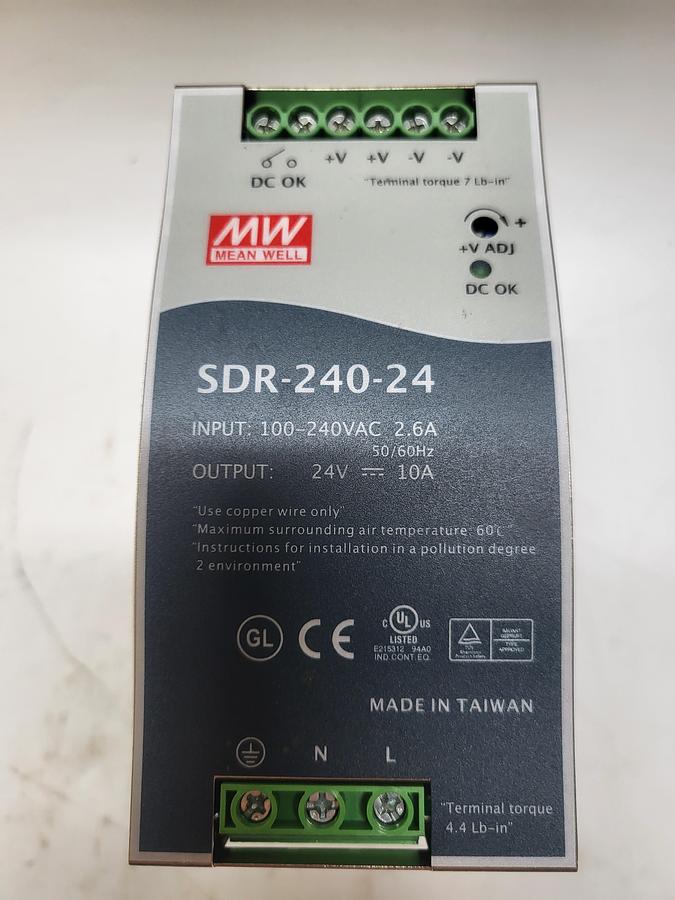 +V +V -V -V
DC OK
"Terminal torque 7 Lb-in"
MW
MEAN WELL
+
+V ADJ
DC OK
SDR-240-24
INPUT: 100-240VAC 2.6A
50/60Hz
OUTPUT: 24V ⎓ 10A
"Use copper wire only"
"Maximum surrounding air temperature: 60℃"
"Instructions for installation in a pollution degree
2 environment"
GL CE
c UL US
LISTED
E215312 94A0
IND.CONT.EQ.
TYPE
APPROVED
MADE IN TAIWAN
N L
"Terminal torque
4.4 Lb-in"